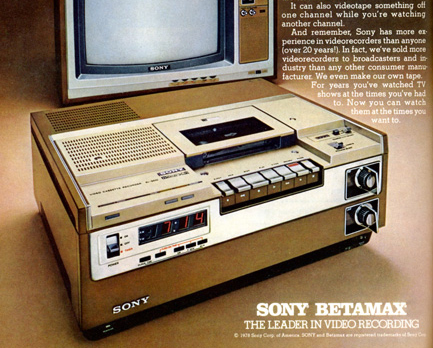 It can also videotape something off
one channel while you're watching
another channel.
And remember, Sony has more ex-
perience in videorecorders than anyone
(over 20 years!). In fact, we've sold more
videorecorders to broadcasters and in-
dustry than any other consumer manu-
facturer. We even make our own tape.
For years you've watched TV
shows at the times you've had
to. Now you can watch
them at the times you
want to.
SONY
SONY
POWER
SONY
SONY BETAMAX
THE LEADER IN VIDEO RECORDING
Sony Corp. of America. SONY and Betamax are registered trademarks of Sony